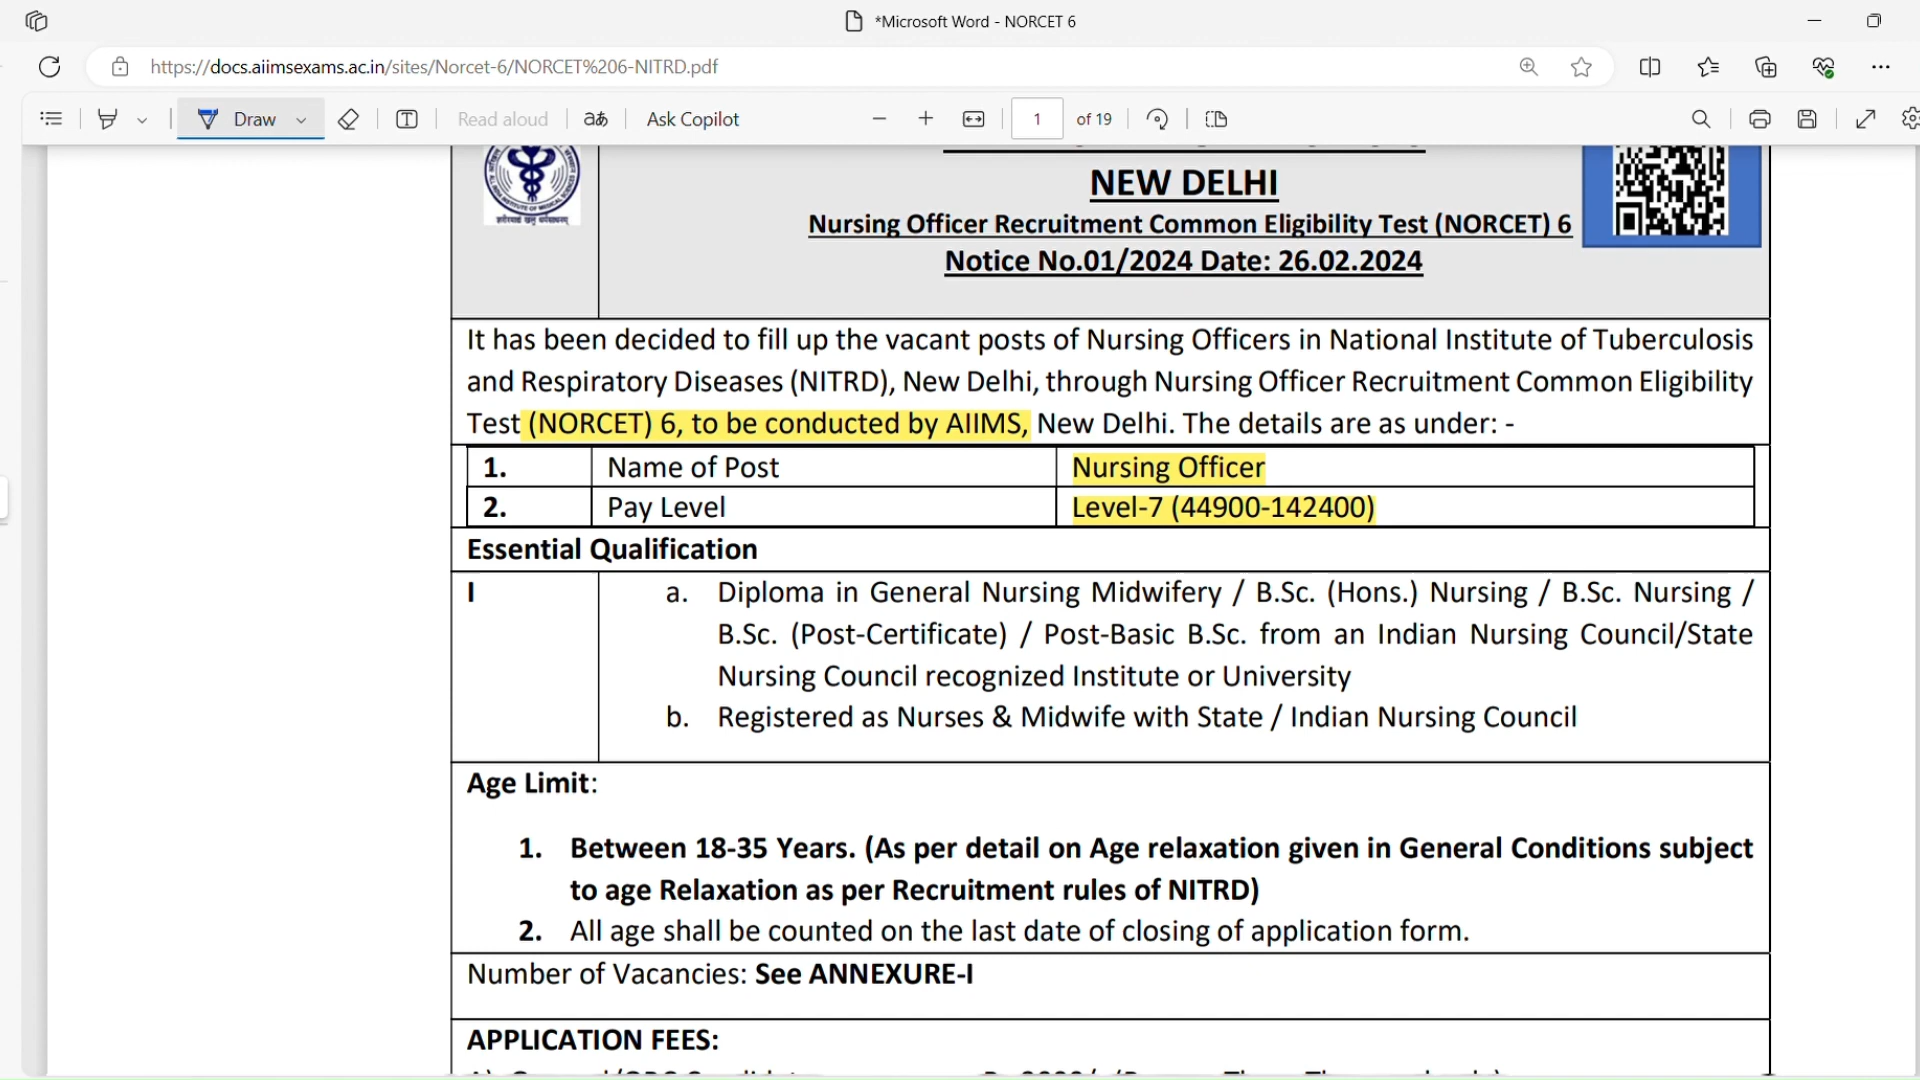 *Microsoft Word - NORCET 6
https://docs.aiimsexams.ac.in/sites/Norcet-6/NORCET%206-NITRD.pdf
Draw
Read aloud
aあ
Ask Copilot
1 of 19
NEW DELHI
Nursing Officer Recruitment Common Eligibility Test (NORCET) 6
Notice No.01/2024 Date: 26.02.2024
It has been decided to fill up the vacant posts of Nursing Officers in National Institute of Tuberculosis
and Respiratory Diseases (NITRD), New Delhi, through Nursing Officer Recruitment Common Eligibility
Test (NORCET) 6, to be conducted by AIIMS, New Delhi. The details are as under: -
1. Name of Post Nursing Officer
2. Pay Level Level-7 (44900-142400)
Essential Qualification
I a. Diploma in General Nursing Midwifery / B.Sc. (Hons.) Nursing / B.Sc. Nursing /
B.Sc. (Post-Certificate) / Post-Basic B.Sc. from an Indian Nursing Council/State
Nursing Council recognized Institute or University
b. Registered as Nurses & Midwife with State / Indian Nursing Council
Age Limit:
1. Between 18-35 Years. (As per detail on Age relaxation given in General Conditions subject
to age Relaxation as per Recruitment rules of NITRD)
2. All age shall be counted on the last date of closing of application form.
Number of Vacancies: See ANNEXURE-I
APPLICATION FEES: